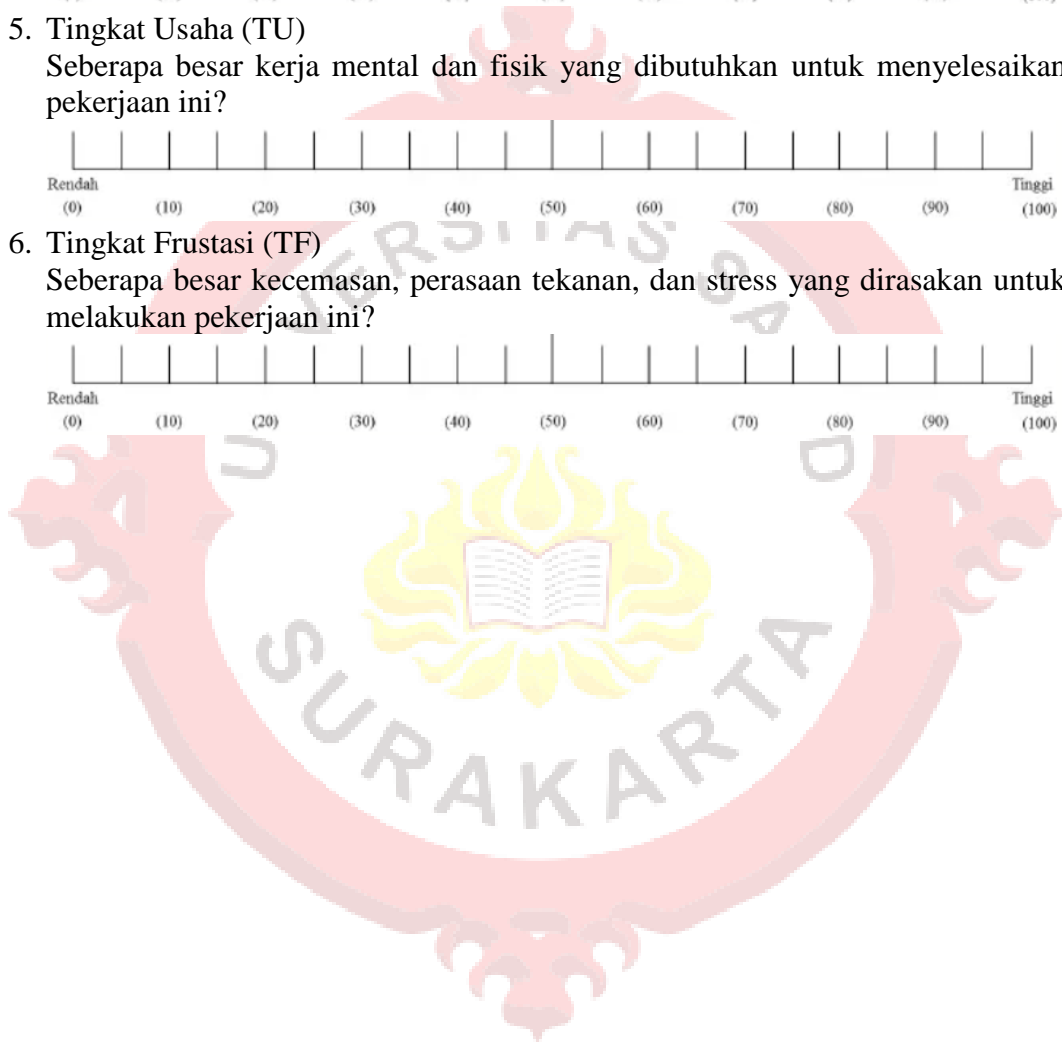 5. Tingkat Usaha (TU)
Seberapa besar kerja mental dan fisik yang dibutuhkan untuk menyelesaikan
pekerjaan ini?
Rendah Tinggi
(0) (10) (20) (30) (40) (50) (60) (70) (80) (90) (100)
6. Tingkat Frustasi (TF)
Seberapa besar kecemasan, perasaan tekanan, dan stress yang dirasakan untuk
melakukan pekerjaan ini?
Rendah Tinggi
(0) (10) (20) (30) (40) (50) (60) (70) (80) (90) (100)
SURAKARTA